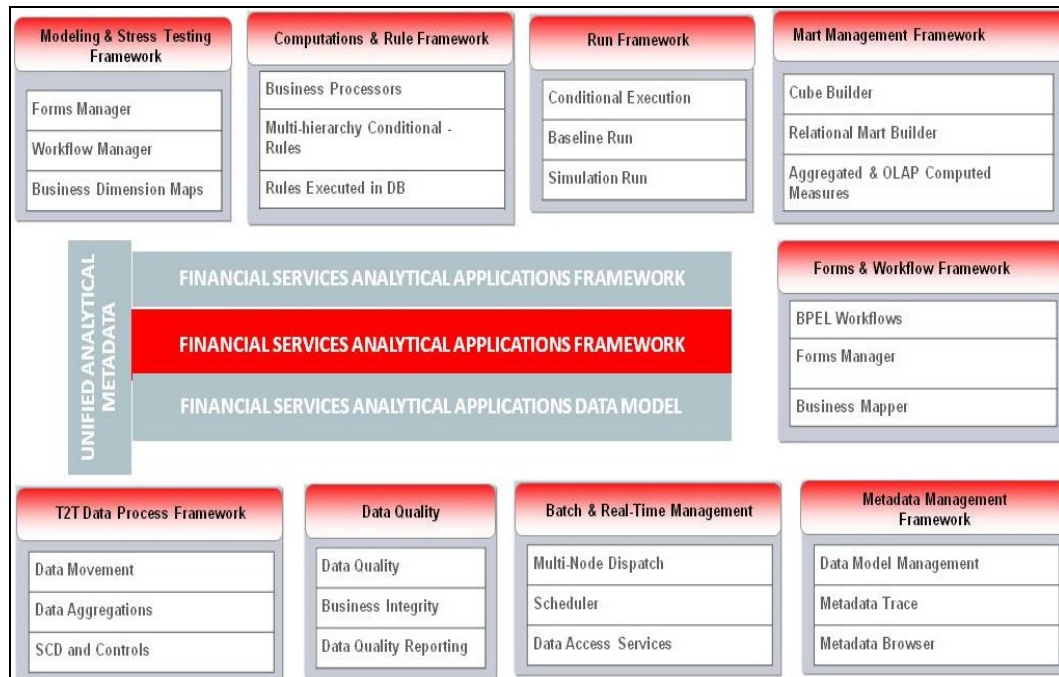 Modeling & Stress Testing
Framework
Forms Manager
Workflow Manager
Business Dimension Maps
Computations & Rule Framework
Business Processors
Multi-hierarchy Conditional -
Rules
Rules Executed in DB
Run Framework
Conditional Execution
Baseline Run
Simulation Run
Mart Management Framework
Cube Builder
Relational Mart Builder
Aggregated & OLAP Computed
Measures
UNIFIED ANALYTICAL
METADATA
FINANCIAL SERVICES ANALYTICAL APPLICATIONS FRAMEWORK
FINANCIAL SERVICES ANALYTICAL APPLICATIONS FRAMEWORK
FINANCIAL SERVICES ANALYTICAL APPLICATIONS DATA MODEL
Forms & Workflow Framework
BPEL Workflows
Forms Manager
Business Mapper
T2T Data Process Framework
Data Movement
Data Aggregations
SCD and Controls
Data Quality
Data Quality
Business Integrity
Data Quality Reporting
Batch & Real-Time Management
Multi-Node Dispatch
Scheduler
Data Access Services
Metadata Management
Framework
Data Model Management
Metadata Trace
Metadata Browser